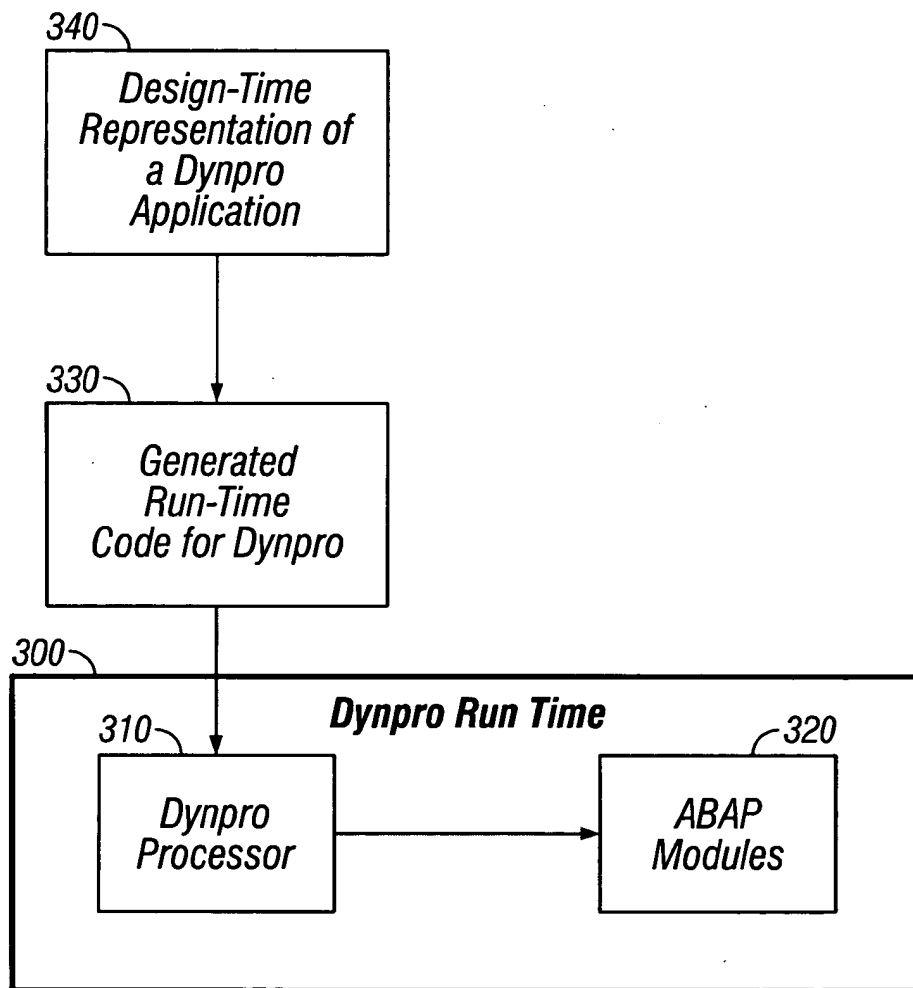 340
Design-Time
Representation of
a Dynpro
Application
330
Generated
Run-Time
Code for Dynpro
300
Dynpro Run Time
310
320
Dynpro
Processor
ABAP
Modules